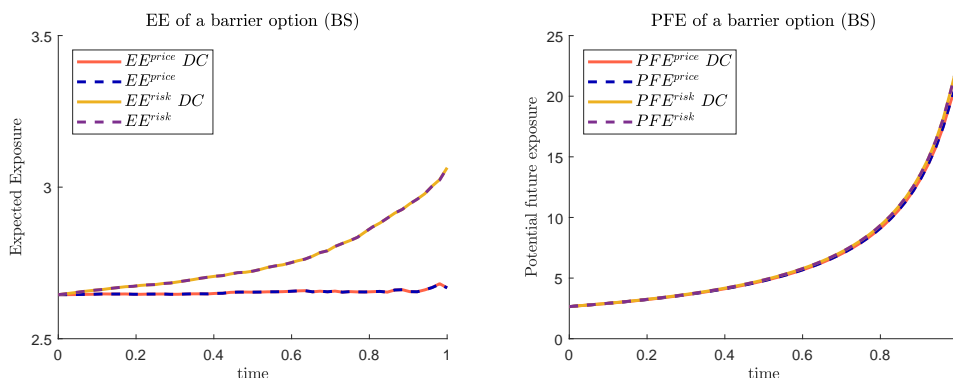 EE of a barrier option (BS)
3.5
3
2.5
Expected Exposure
EE^price DC
EE^price
EE^risk DC
EE^risk
0
0.2
0.4
0.6
0.8
1
time
PFE of a barrier option (BS)
25
20
15
10
5
0
Potential future exposure
PFE^price DC
PFE^price
PFE^risk DC
PFE^risk
0
0.2
0.4
0.6
0.8
time